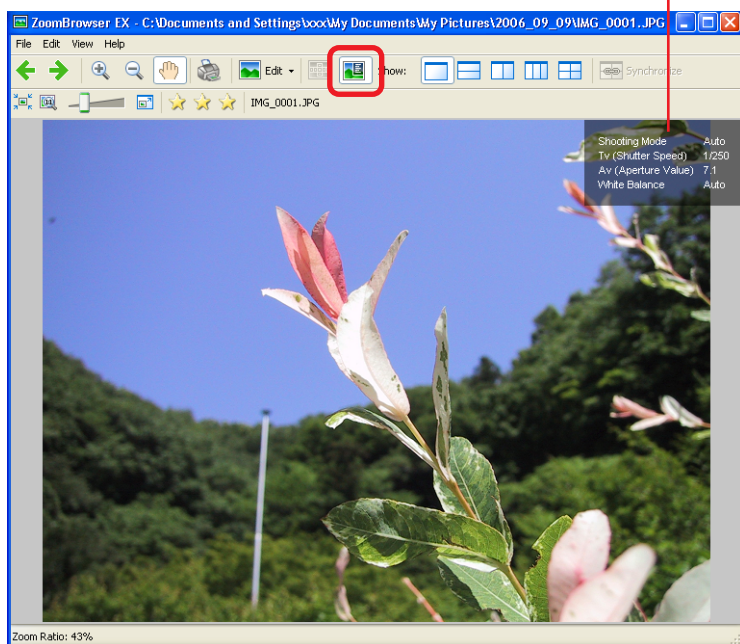 ZoomBrowser EX - C:\Documents and Settings\xxx\My Documents\My Pictures\2006_09_09\IMG_0001.JPG
File Edit View Help
Edit Show: Synchronize
IMG_0001.JPG
Shooting Mode Auto
Tv (Shutter Speed) 1/250
Av (Aperture Value) 7.1
White Balance Auto
Zoom Ratio: 43%